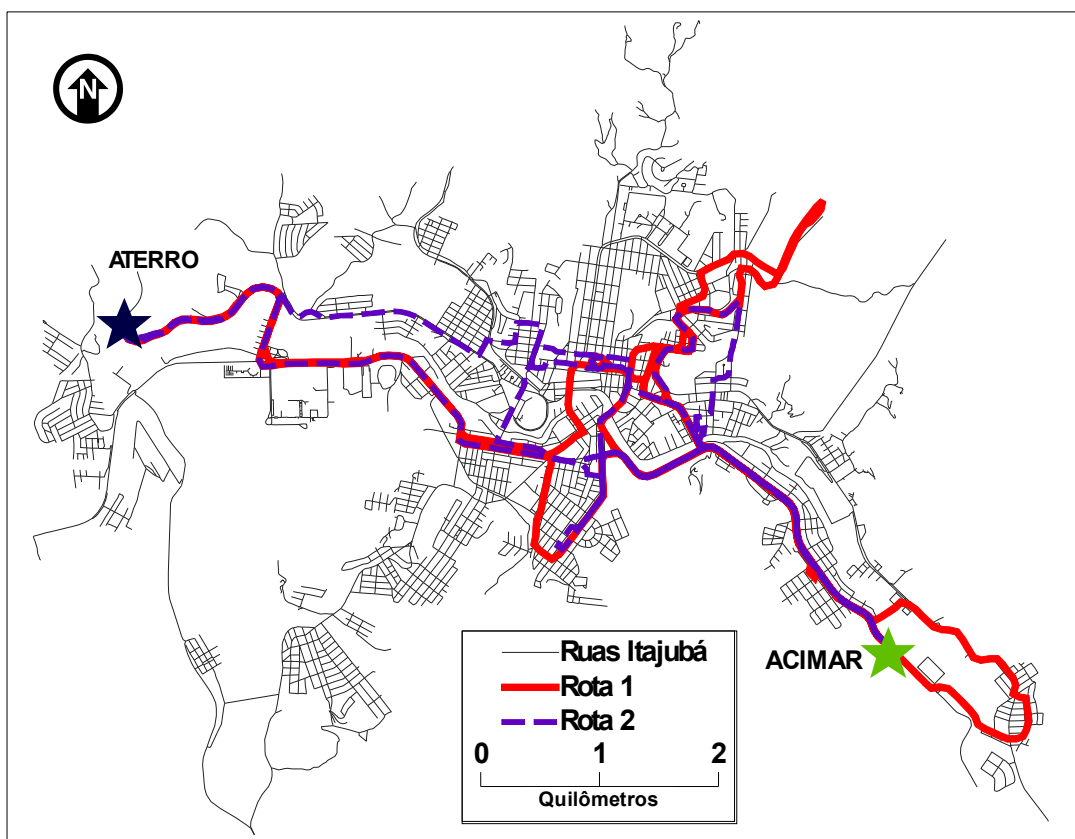 N
ATERRO
ACIMAR
Ruas Itajubá
Rota 1
Rota 2
0 1 2
Quilômetros